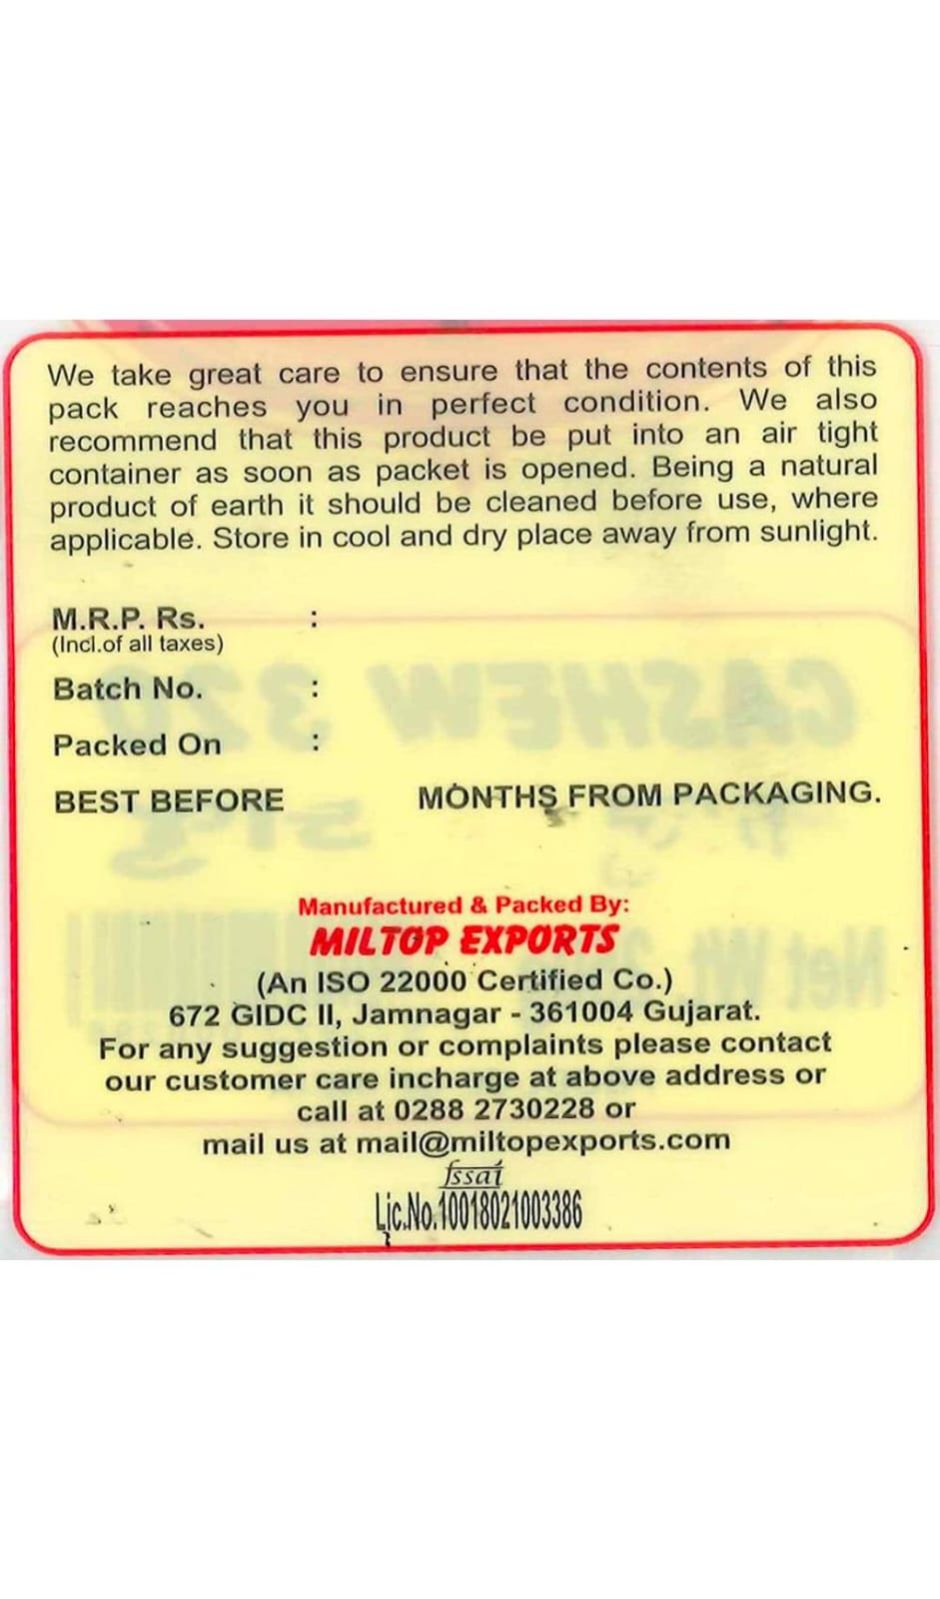 We take great care to ensure that the contents of this
pack reaches you in perfect condition. We also
recommend that this product be put into an air tight
container as soon as packet is opened. Being a natural
product of earth it should be cleaned before use, where
applicable. Store in cool and dry place away from sunlight.
M.R.P. Rs. :
(Incl.of all taxes)
Batch No. :
Packed On :
BEST BEFORE MONTHS FROM PACKAGING.
CASHEW 320
Net Wt
Manufactured & Packed By:
MILTOP EXPORTS
(An ISO 22000 Certified Co.)
672 GIDC II, Jamnagar - 361004 Gujarat.
For any suggestion or complaints please contact
our customer care incharge at above address or
call at 0288 2730228 or
mail us at mail@miltopexports.com
fssai
Lic.No.10018021003386